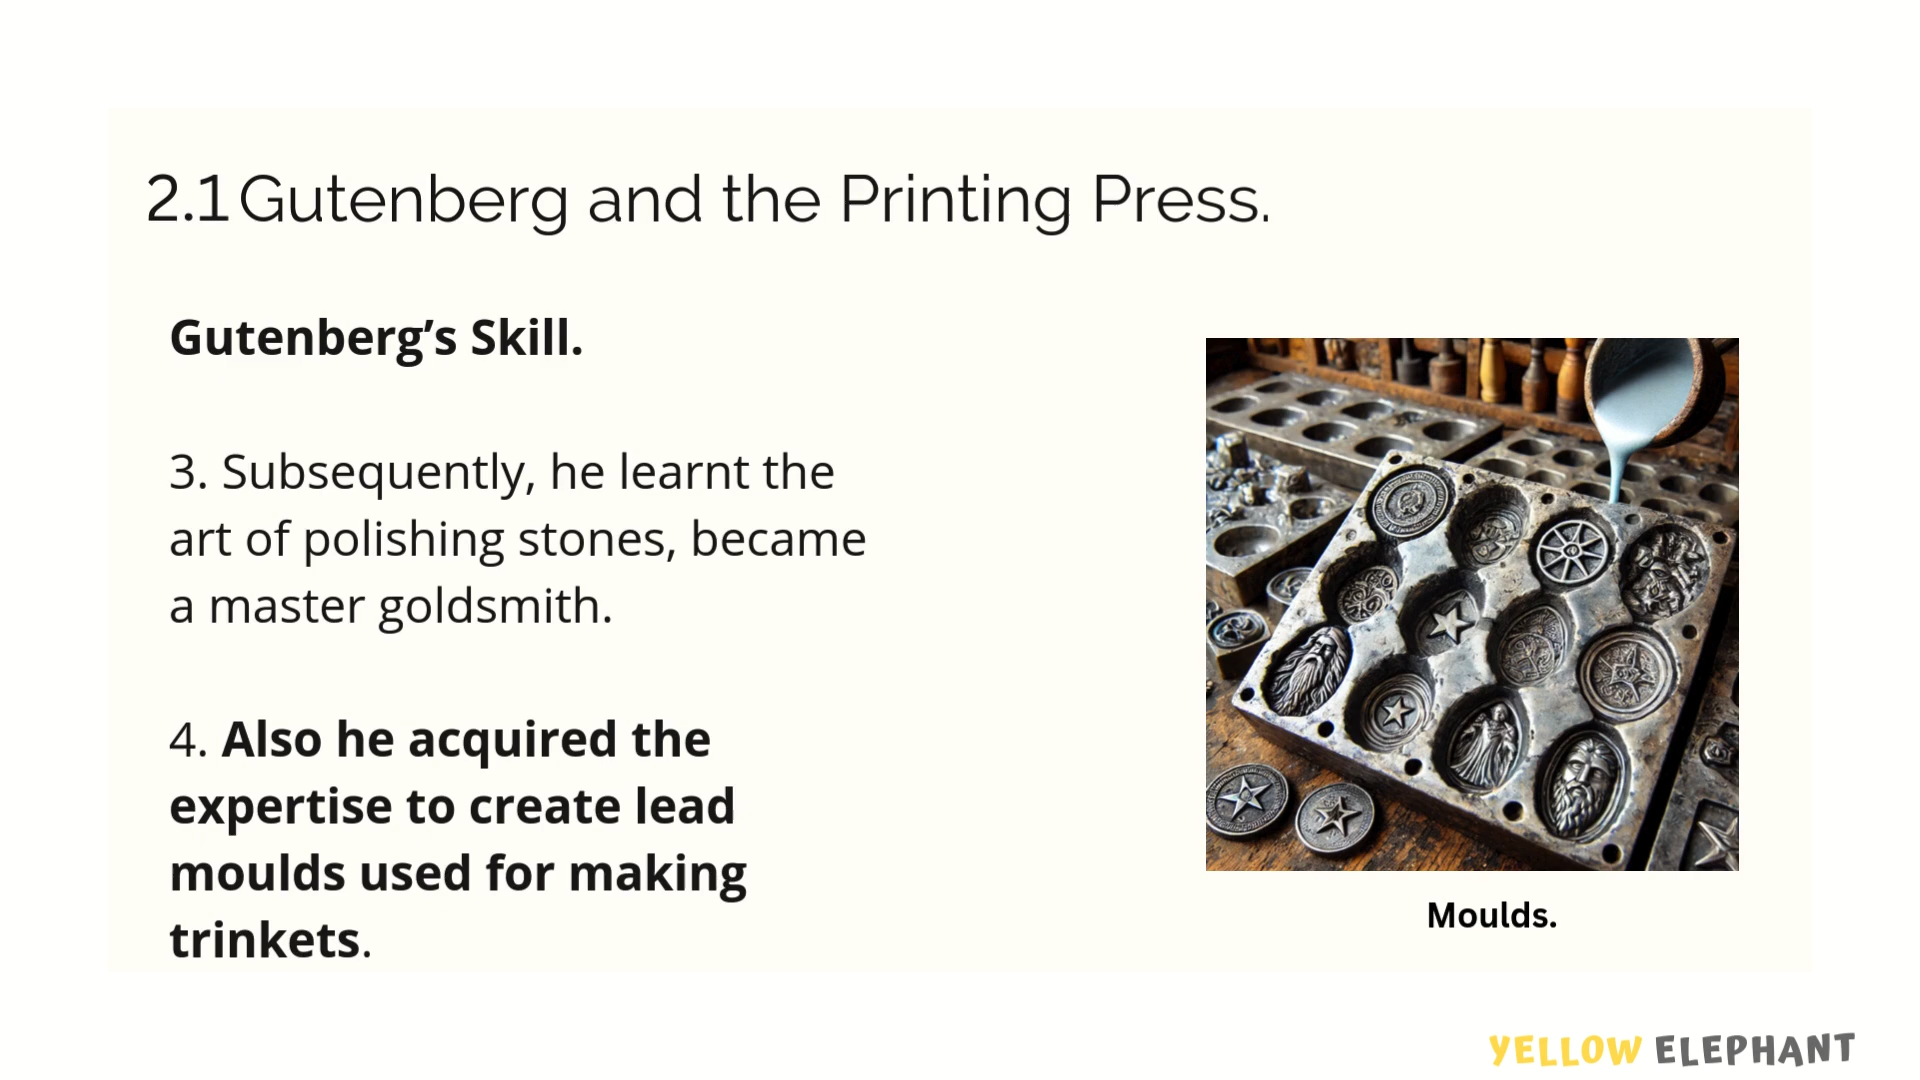 2.1 Gutenberg and the Printing Press.
Gutenberg’s Skill.
3. Subsequently, he learnt the
art of polishing stones, became
a master goldsmith.
4. Also he acquired the
expertise to create lead
moulds used for making
trinkets.
Moulds.
YELLOW ELEPHANT